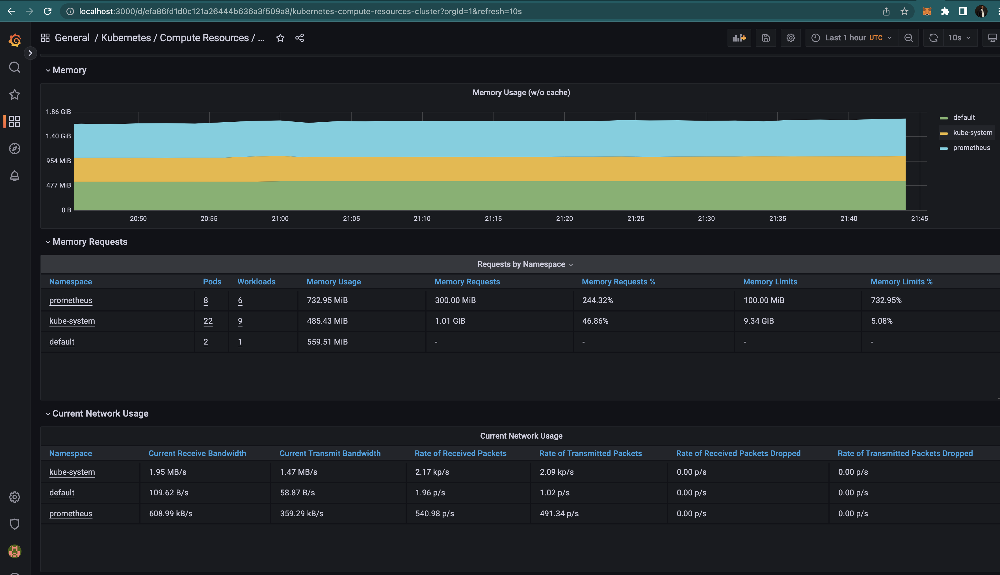 localhost:3000/d/efa86fd1d0c121a26444b636a3f509a8/kubernetes-compute-resources-cluster?orgId=1&refresh=10s
General / Kubernetes / Compute Resources / ...
Last 1 hour UTC
10s
Memory
Memory Usage (w/o cache)
1.86 GiB
1.40 GiB
954 MiB
477 MiB
0 B
20:50 20:55 21:00 21:05 21:10 21:15 21:20 21:25 21:30 21:35 21:40 21:45
default
kube-system
prometheus
Memory Requests
Requests by Namespace
Namespace Pods Workloads Memory Usage Memory Requests Memory Requests % Memory Limits Memory Limits %
prometheus 8 6 732.95 MiB 300.00 MiB 244.32% 100.00 MiB 732.95%
kube-system 22 9 485.43 MiB 1.01 GiB 46.86% 9.34 GiB 5.08%
default 2 1 559.51 MiB - - - -
Current Network Usage
Current Network Usage
Namespace Current Receive Bandwidth Current Transmit Bandwidth Rate of Received Packets Rate of Transmitted Packets Rate of Received Packets Dropped Rate of Transmitted Packets Dropped
kube-system 1.95 MB/s 1.47 MB/s 2.17 kp/s 2.09 kp/s 0.00 p/s 0.00 p/s
default 109.62 B/s 58.87 B/s 1.96 p/s 1.02 p/s 0.00 p/s 0.00 p/s
prometheus 608.99 kB/s 359.29 kB/s 540.98 p/s 491.34 p/s 0.00 p/s 0.00 p/s